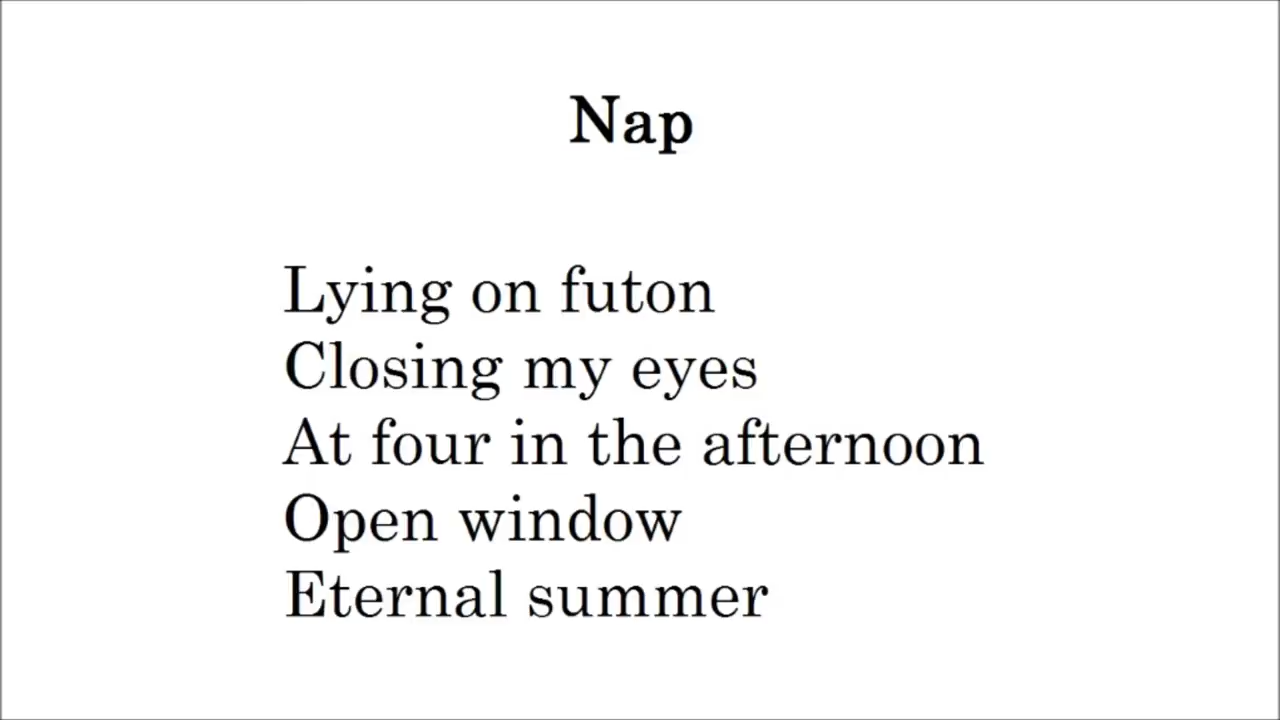 Nap
Lying on futon
Closing my eyes
At four in the afternoon
Open window
Eternal summer